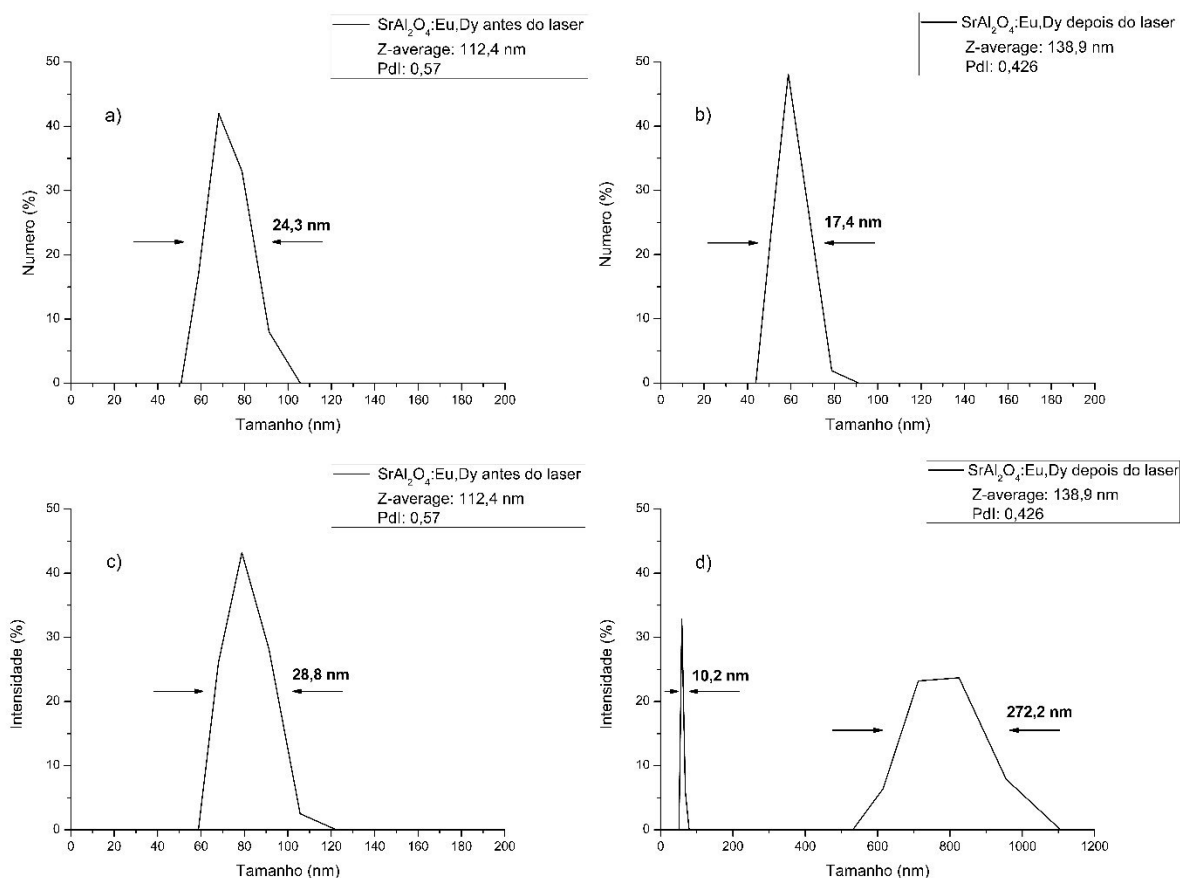 SrAl₂O₄:Eu,Dy antes do laser
Z-average: 112,4 nm
PdI: 0,57
a)
24,3 nm
Numero (%)
50
40
30
20
10
0
0 20 40 60 80 100 120 140 160 180 200
Tamanho (nm)
SrAl₂O₄:Eu,Dy depois do laser
Z-average: 138,9 nm
PdI: 0,426
b)
17,4 nm
Numero (%)
50
40
30
20
10
0
0 20 40 60 80 100 120 140 160 180 200
Tamanho (nm)
SrAl₂O₄:Eu,Dy antes do laser
Z-average: 112,4 nm
PdI: 0,57
c)
28,8 nm
Intensidade (%)
50
40
30
20
10
0
0 20 40 60 80 100 120 140 160 180 200
Tamanho (nm)
SrAl₂O₄:Eu,Dy depois do laser
Z-average: 138,9 nm
PdI: 0,426
d)
10,2 nm
272,2 nm
Intensidade (%)
50
40
30
20
10
0
0 200 400 600 800 1000 1200
Tamanho (nm)